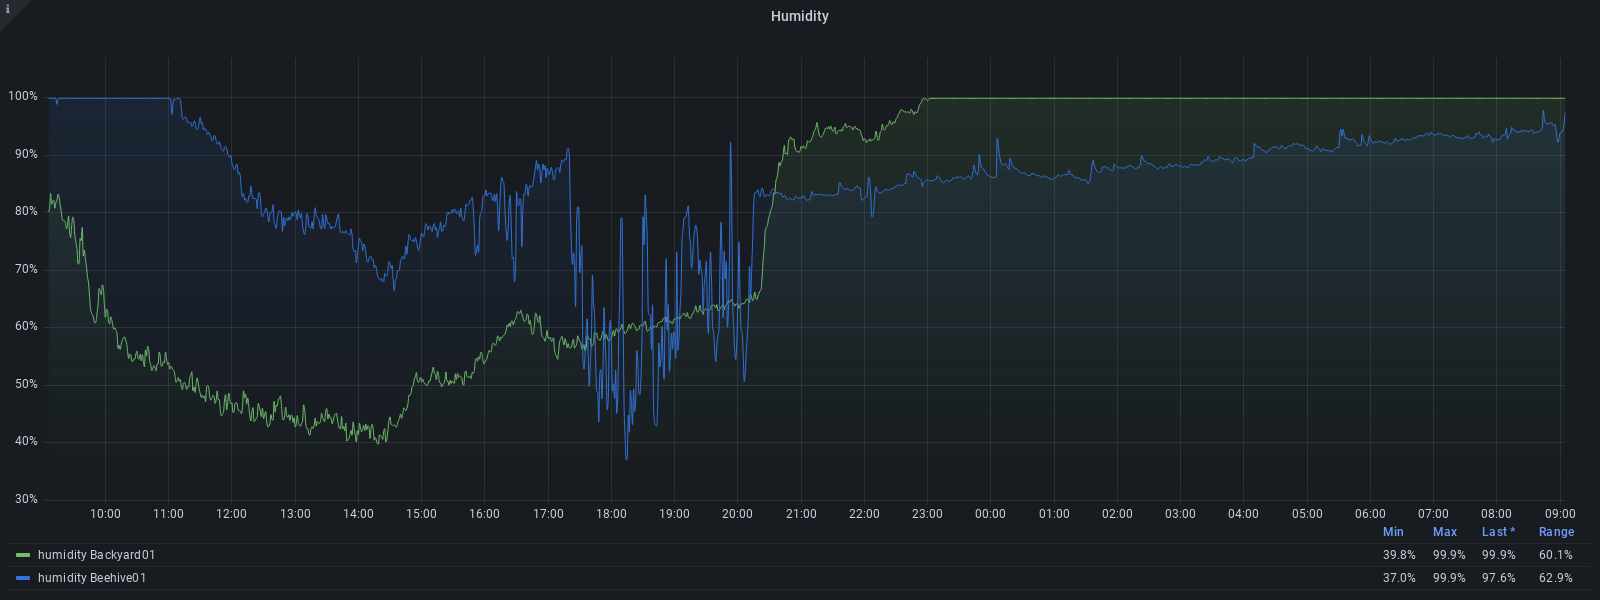 i
Humidity
100%
90%
80%
70%
60%
50%
40%
30%
10:00 11:00 12:00 13:00 14:00 15:00 16:00 17:00 18:00 19:00 20:00 21:00 22:00 23:00 00:00 01:00 02:00 03:00 04:00 05:00 06:00 07:00 08:00 09:00
Min Max Last * Range
humidity Backyard01 39.8% 99.9% 99.9% 60.1%
humidity Beehive01 37.0% 99.9% 97.6% 62.9%